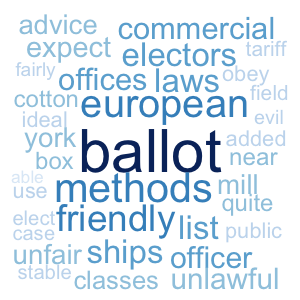 advice commercial
expect electors tariff
fairly offices laws obey
cotton european field
ideal evil
york ballot added
box near
able methods mill
use quite
elect friendly list public
case
unfair ships officer
stable classes unlawful